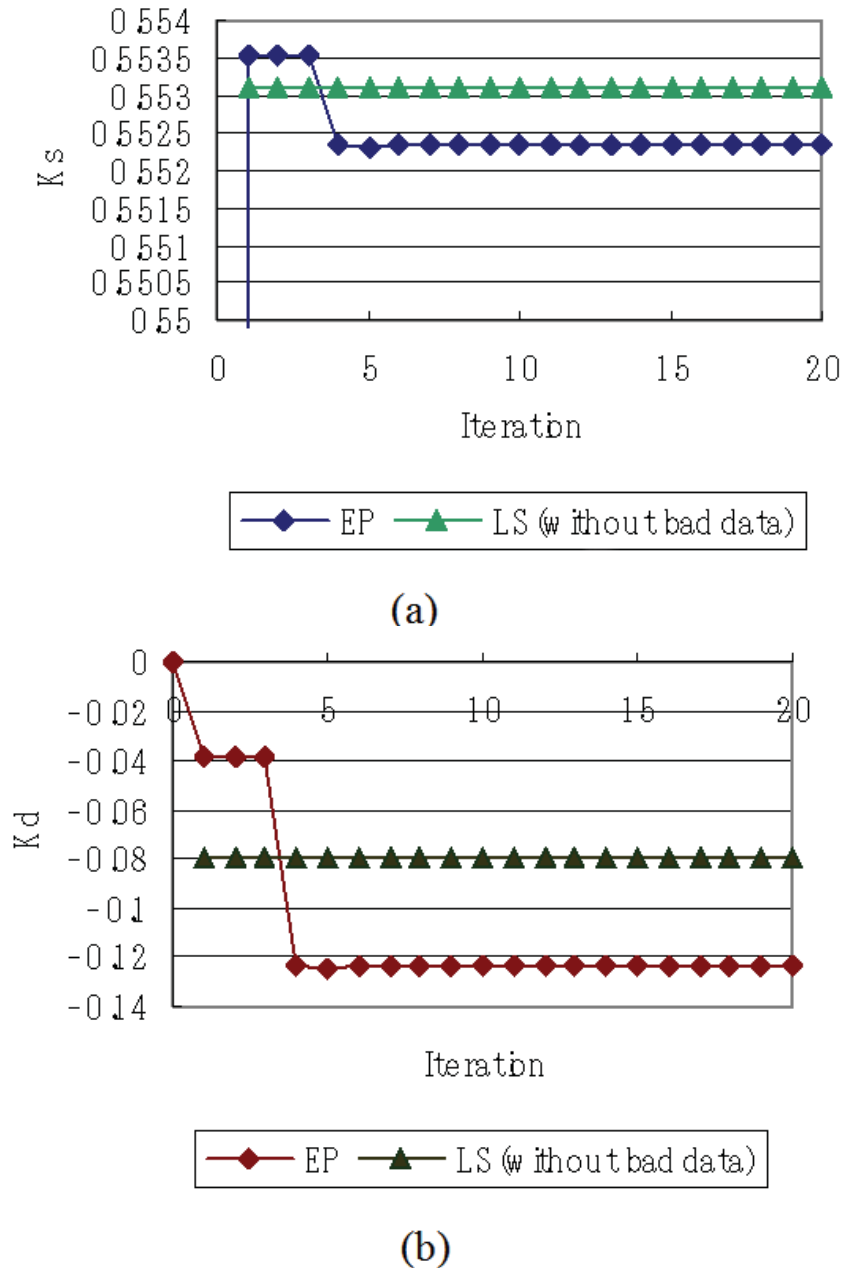 0.554
0.5535
0.553
0.5525
0.552
0.5515
0.551
0.5505
0.55
Ks
0 5 10 15 20
Iteration
EP LS (without bad data)
(a)
0
-0.02
-0.04
-0.06
-0.08
-0.1
-0.12
-0.14
Kd
0 5 10 15 20
Iteration
EP LS (without bad data)
(b)